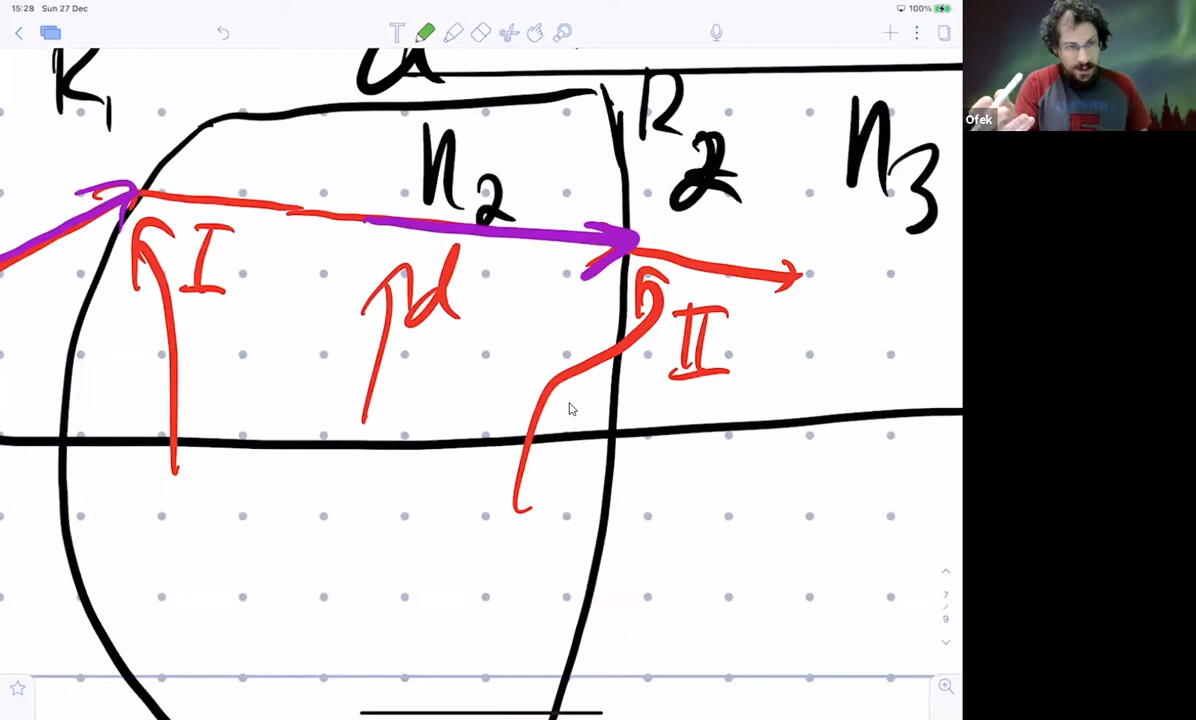 15:28 Sun 27 Dec
100%
T
R1
d
R2
n2
n3
I
d
II
7
/
9
Ofek